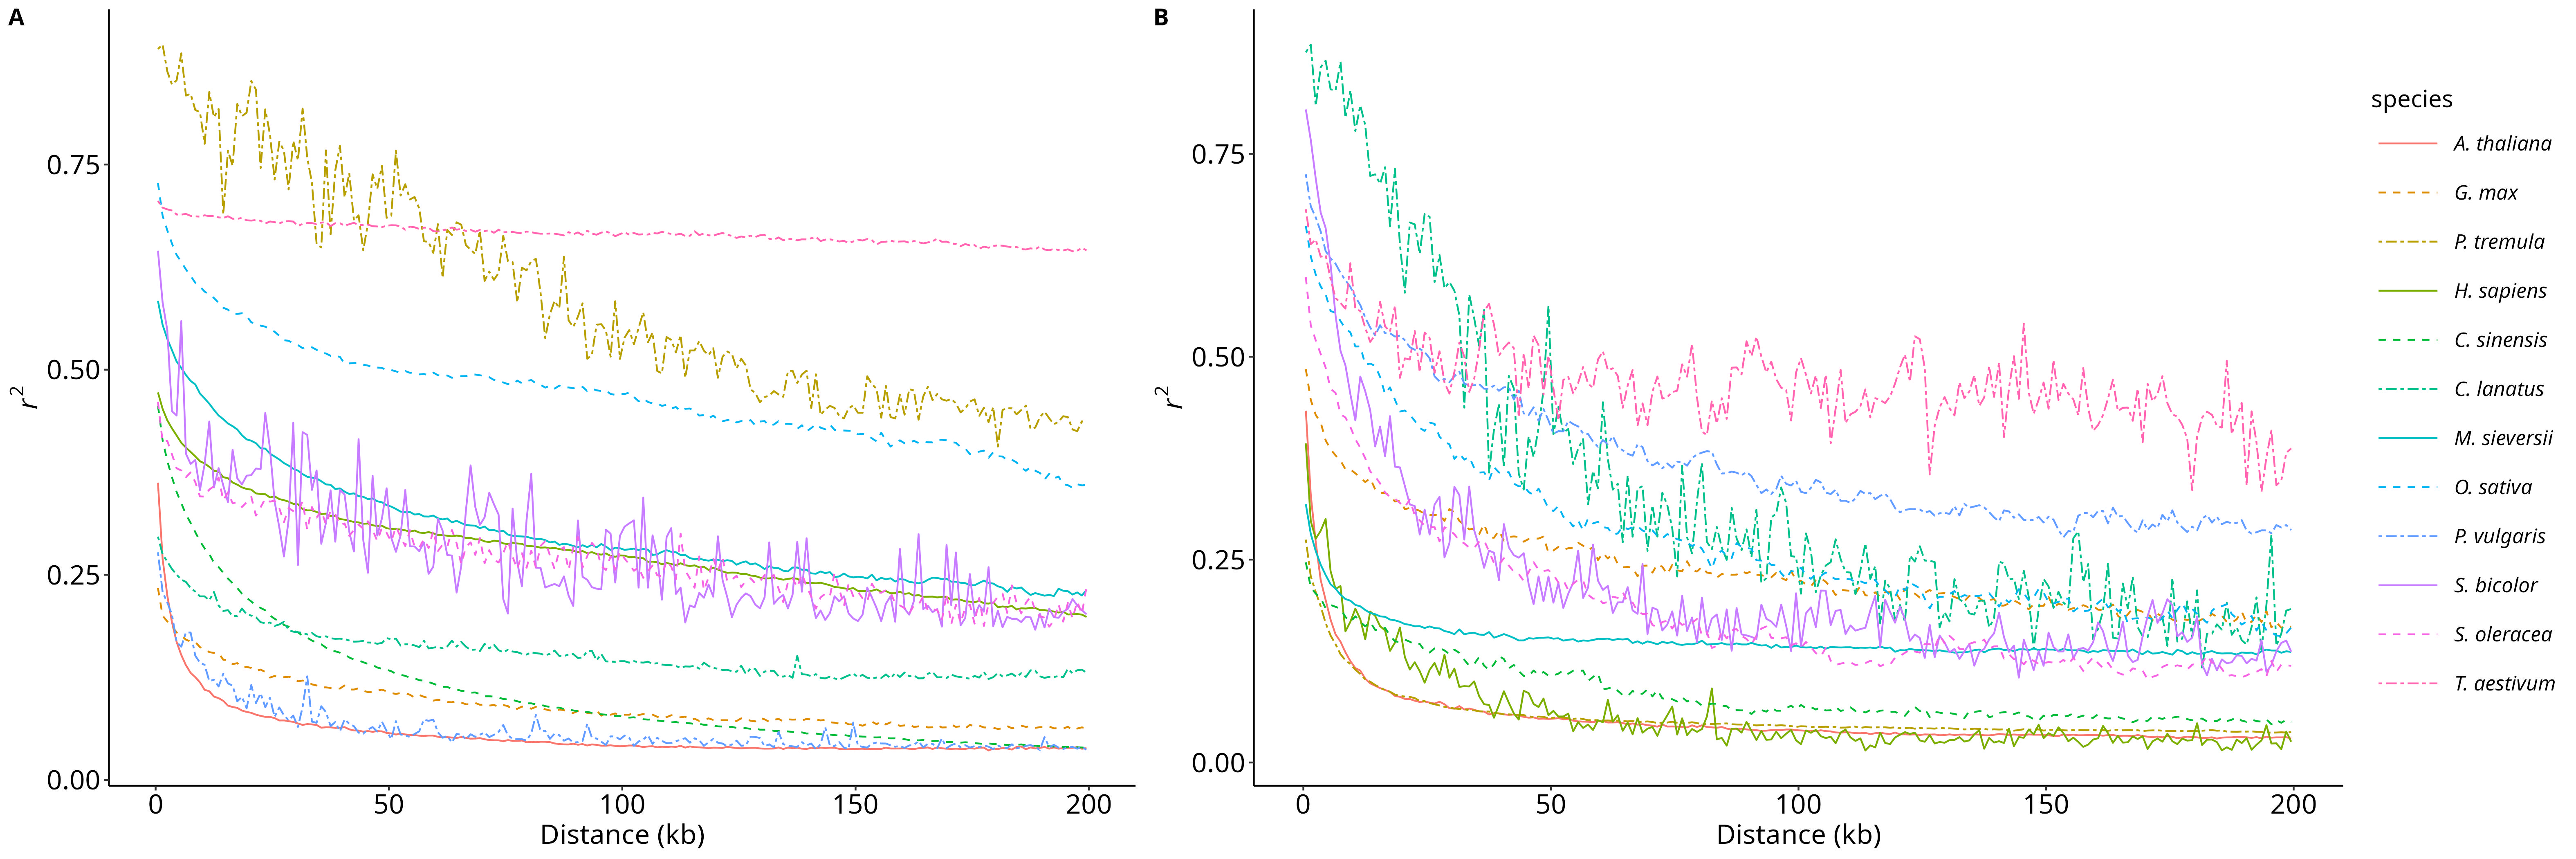 A
r²
0.75
0.50
0.25
0.00
0 50 100 150 200
Distance (kb)
B
r²
0.75
0.50
0.25
0.00
0 50 100 150 200
Distance (kb)
species
A. thaliana
G. max
P. tremula
H. sapiens
C. sinensis
C. lanatus
M. sieversii
O. sativa
P. vulgaris
S. bicolor
S. oleracea
T. aestivum